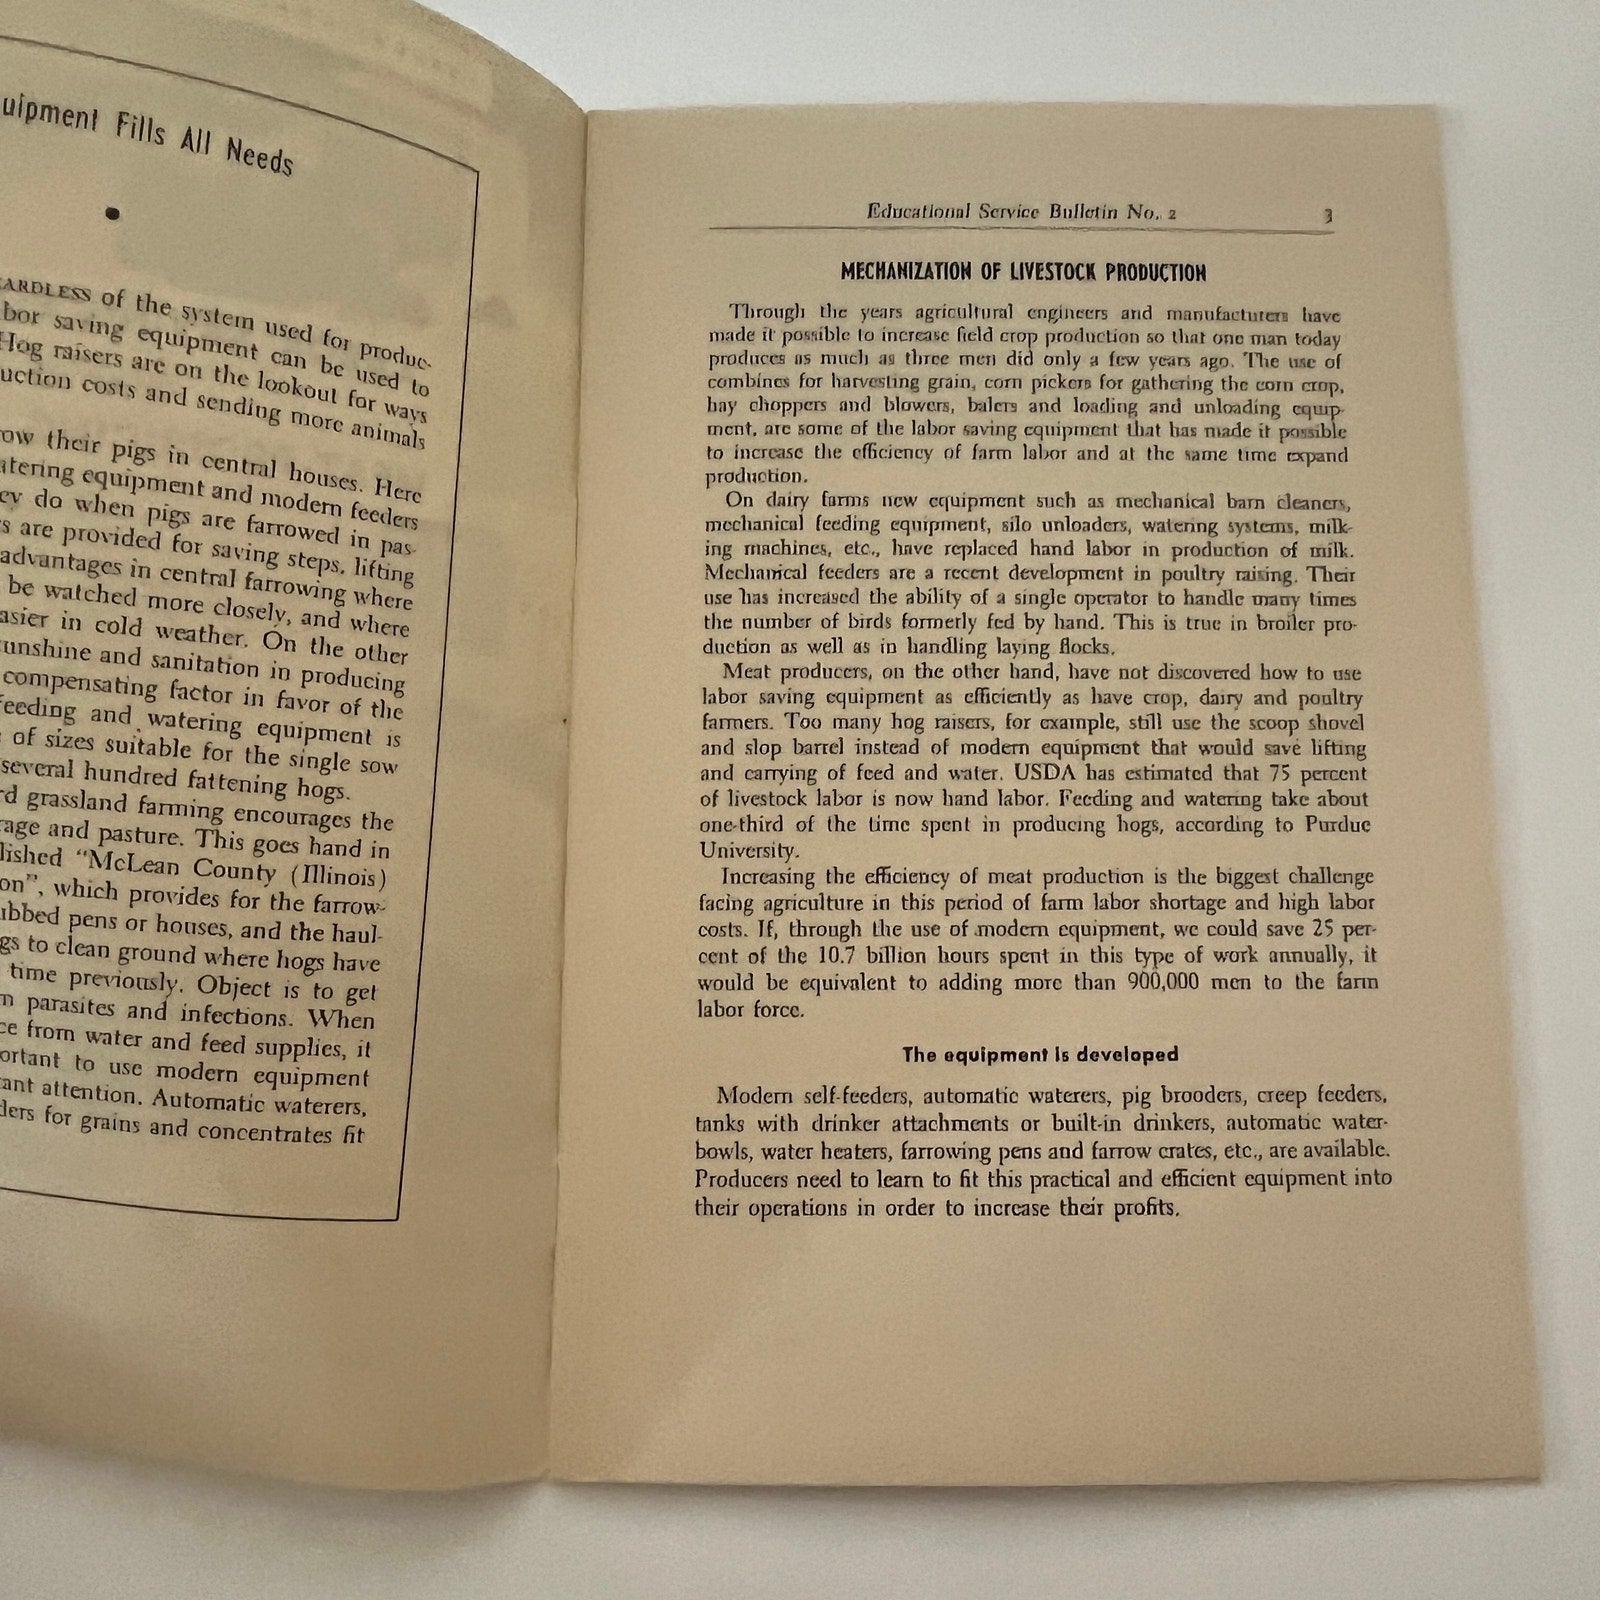 uipment Fills All Needs
ARDLESS of the system used for produc-
bor saving equipment can be used to
Hog raisers are on the lookout for ways
uction costs and sending more animals
ow their pigs in central houses. Here
atering equipment and modern feeders
ey do when pigs are farrowed in pas-
s are provided for saving steps, lifting
advantages in central farrowing where
be watched more closely, and where
asier in cold weather. On the other
unshine and sanitation in producing
compensating factor in favor of the
feeding and watering equipment is
of sizes suitable for the single sow
several hundred fattening hogs.
rd grassland farming encourages the
rage and pasture. This goes hand in
lished "McLean County (Illinois)
on", which provides for the farrow-
ubbed pens or houses, and the haul-
gs to clean ground where hogs have
time previously. Object is to get
m parasites and infections. When
ce from water and feed supplies, it
ortant to use modern equipment
ant attention. Automatic waterers,
ders for grains and concentrates fit
Educational Service Bulletin No. 2 3
MECHANIZATION OF LIVESTOCK PRODUCTION
Through the years agricultural engineers and manufacturers have
made it possible to increase field crop production so that one man today
produces as much as three men did only a few years ago. The use of
combines for harvesting grain, corn pickers for gathering the corn crop,
hay choppers and blowers, balers and loading and unloading equip-
ment, are some of the labor saving equipment that has made it possible
to increase the efficiency of farm labor and at the same time expand
production.
On dairy farms new equipment such as mechanical barn cleaners,
mechanical feeding equipment, silo unloaders, watering systems, milk-
ing machines, etc., have replaced hand labor in production of milk.
Mechanical feeders are a recent development in poultry raising. Their
use has increased the ability of a single operator to handle many times
the number of birds formerly fed by hand. This is true in broiler pro-
duction as well as in handling laying flocks.
Meat producers, on the other hand, have not discovered how to use
labor saving equipment as efficiently as have crop, dairy and poultry
farmers. Too many hog raisers, for example, still use the scoop shovel
and slop barrel instead of modern equipment that would save lifting
and carrying of feed and water. USDA has estimated that 75 percent
of livestock labor is now hand labor. Feeding and watering take about
one-third of the time spent in producing hogs, according to Purdue
University.
Increasing the efficiency of meat production is the biggest challenge
facing agriculture in this period of farm labor shortage and high labor
costs. If, through the use of modern equipment, we could save 25 per-
cent of the 10.7 billion hours spent in this type of work annually, it
would be equivalent to adding more than 900,000 men to the farm
labor force.
The equipment is developed
Modern self-feeders, automatic waterers, pig brooders, creep feeders,
tanks with drinker attachments or built-in drinkers, automatic water-
bowls, water heaters, farrowing pens and farrow crates, etc., are available.
Producers need to learn to fit this practical and efficient equipment into
their operations in order to increase their profits.